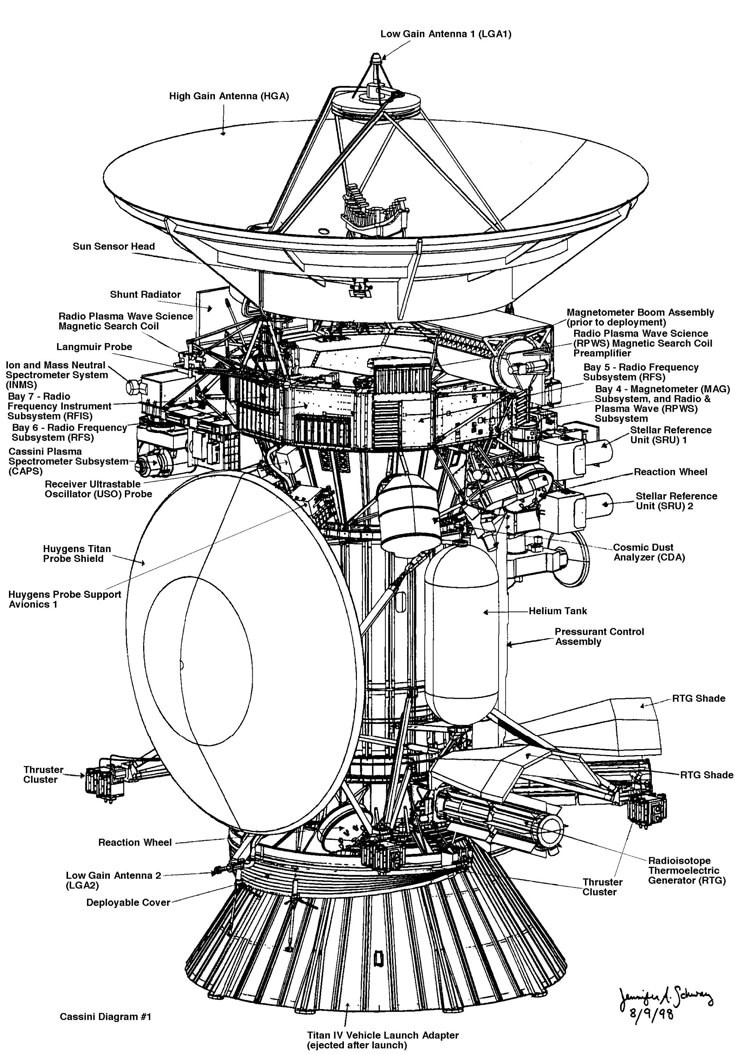 Low Gain Antenna 1 (LGA1)
High Gain Antenna (HGA)
Sun Sensor Head
Shunt Radiator
Radio Plasma Wave Science
Magnetic Search Coil
Langmuir Probe
Ion and Mass Neutral
Spectrometer System
(INMS)
Bay 7 - Radio
Frequency Instrument
Subsystem (RFIS)
Bay 6 - Radio Frequency
Subsystem (RFS)
Cassini Plasma
Spectrometer Subsystem
(CAPS)
Receiver Ultrastable
Oscillator (USO) Probe
Huygens Titan
Probe Shield
Huygens Probe Support
Avionics 1
Thruster
Cluster
Reaction Wheel
Low Gain Antenna 2
(LGA2)
Deployable Cover
Magnetometer Boom Assembly
(prior to deployment)
Radio Plasma Wave Science
(RPWS) Magnetic Search Coil
Preamplifier
Bay 5 - Radio Frequency
Subsystem (RFS)
Bay 4 - Magnetometer (MAG)
Subsystem, and Radio &
Plasma Wave (RPWS)
Subsystem
Stellar Reference
Unit (SRU) 1
Reaction Wheel
Stellar Reference
Unit (SRU) 2
Cosmic Dust
Analyzer (CDA)
Helium Tank
Pressurant Control
Assembly
RTG Shade
RTG Shade
Radioisotope
Thermoelectric
Generator (RTG)
Thruster
Cluster
Cassini Diagram #1
Titan IV Vehicle Launch Adapter
(ejected after launch)
Jennifer A.
8/9/98